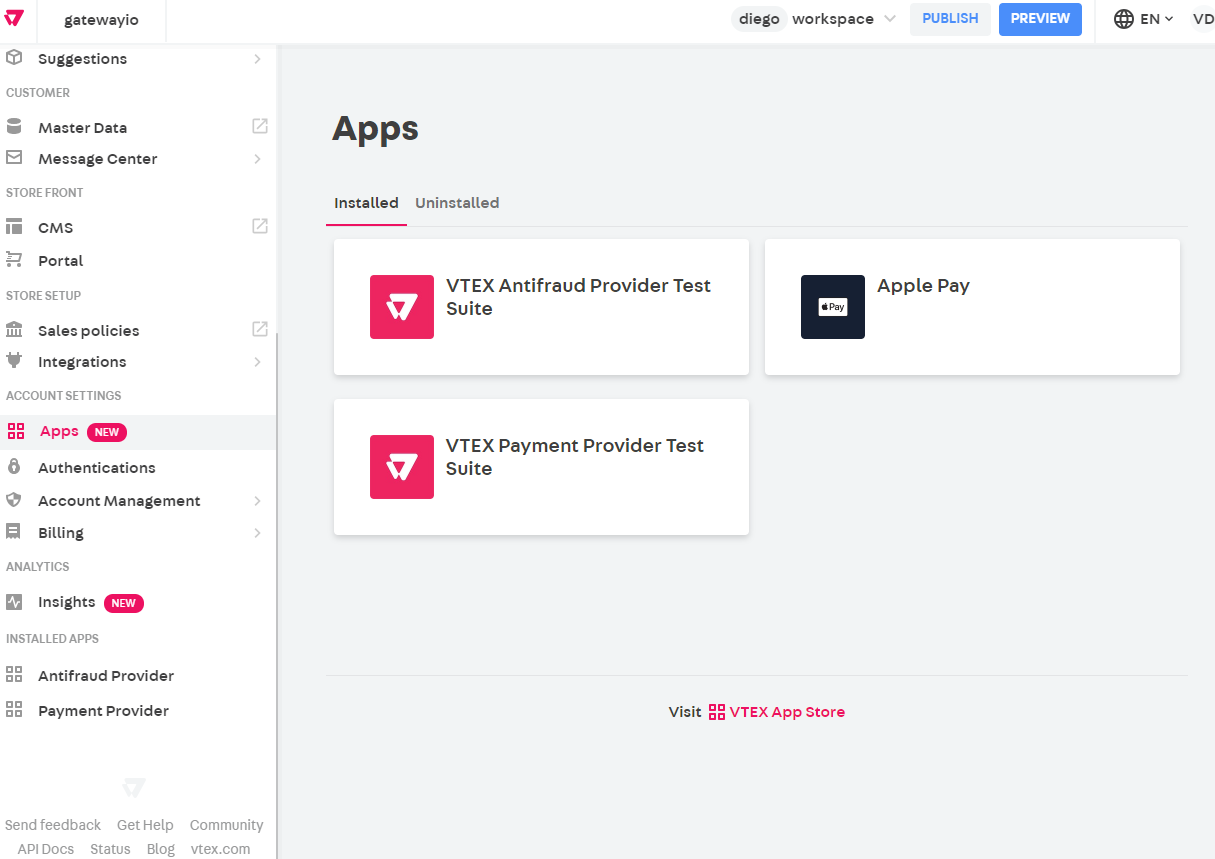 gatewayio
diego workspace
PUBLISH
PREVIEW
EN
VD
Suggestions
CUSTOMER
Master Data
Message Center
STORE FRONT
CMS
Portal
STORE SETUP
Sales policies
Integrations
ACCOUNT SETTINGS
Apps NEW
Authentications
Account Management
Billing
ANALYTICS
Insights NEW
INSTALLED APPS
Antifraud Provider
Payment Provider
Send feedback Get Help Community
API Docs Status Blog vtex.com
Apps
Installed Uninstalled
VTEX Antifraud Provider Test
Suite
Pay
Apple Pay
VTEX Payment Provider Test
Suite
Visit VTEX App Store